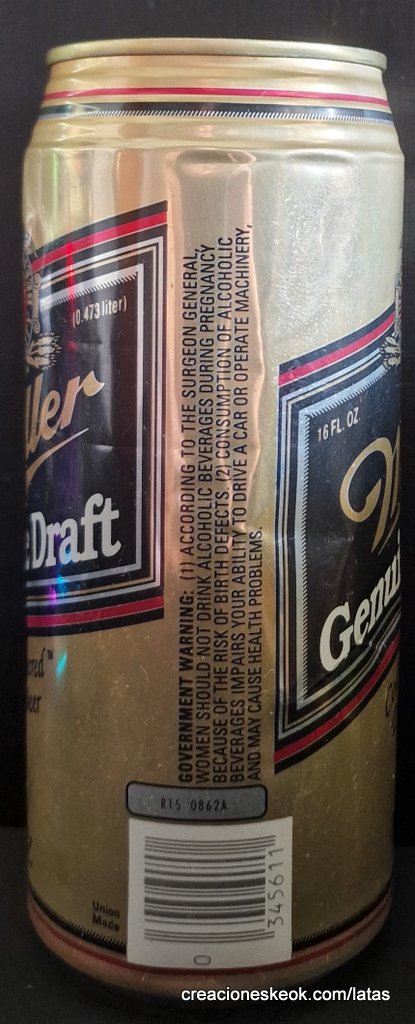 (0.473 liter)
ller
e Draft
ered™
eer
GOVERNMENT WARNING: (1) ACCORDING TO THE SURGEON GENERAL,
WOMEN SHOULD NOT DRINK ALCOHOLIC BEVERAGES DURING PREGNANCY
BECAUSE OF THE RISK OF BIRTH DEFECTS. (2) CONSUMPTION OF ALCOHOLIC
BEVERAGES IMPAIRS YOUR ABILITY TO DRIVE A CAR OR OPERATE MACHINERY,
AND MAY CAUSE HEALTH PROBLEMS.
16 FL. OZ.
M
Genui
R15 0862A
345611
0
Union
Made
creacioneskeok.com/latas